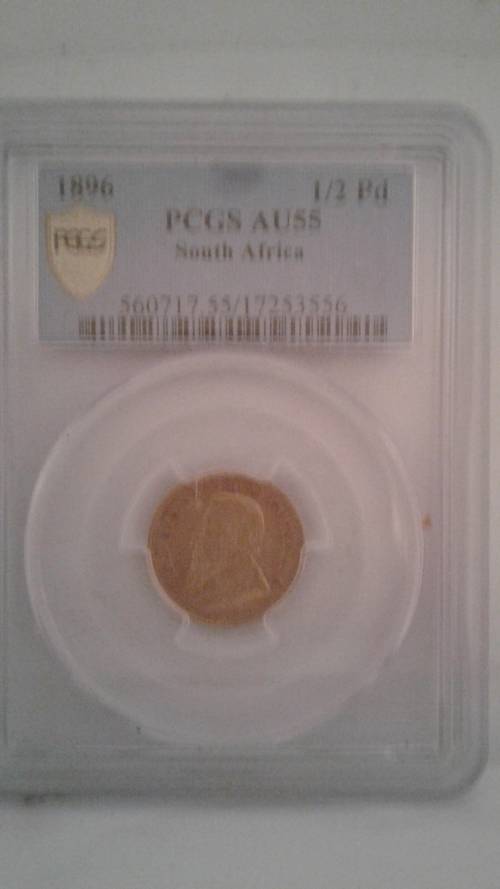 1896 1/2 Pd
PCGS AU55
PCGS
South Africa
560717.55/17253556